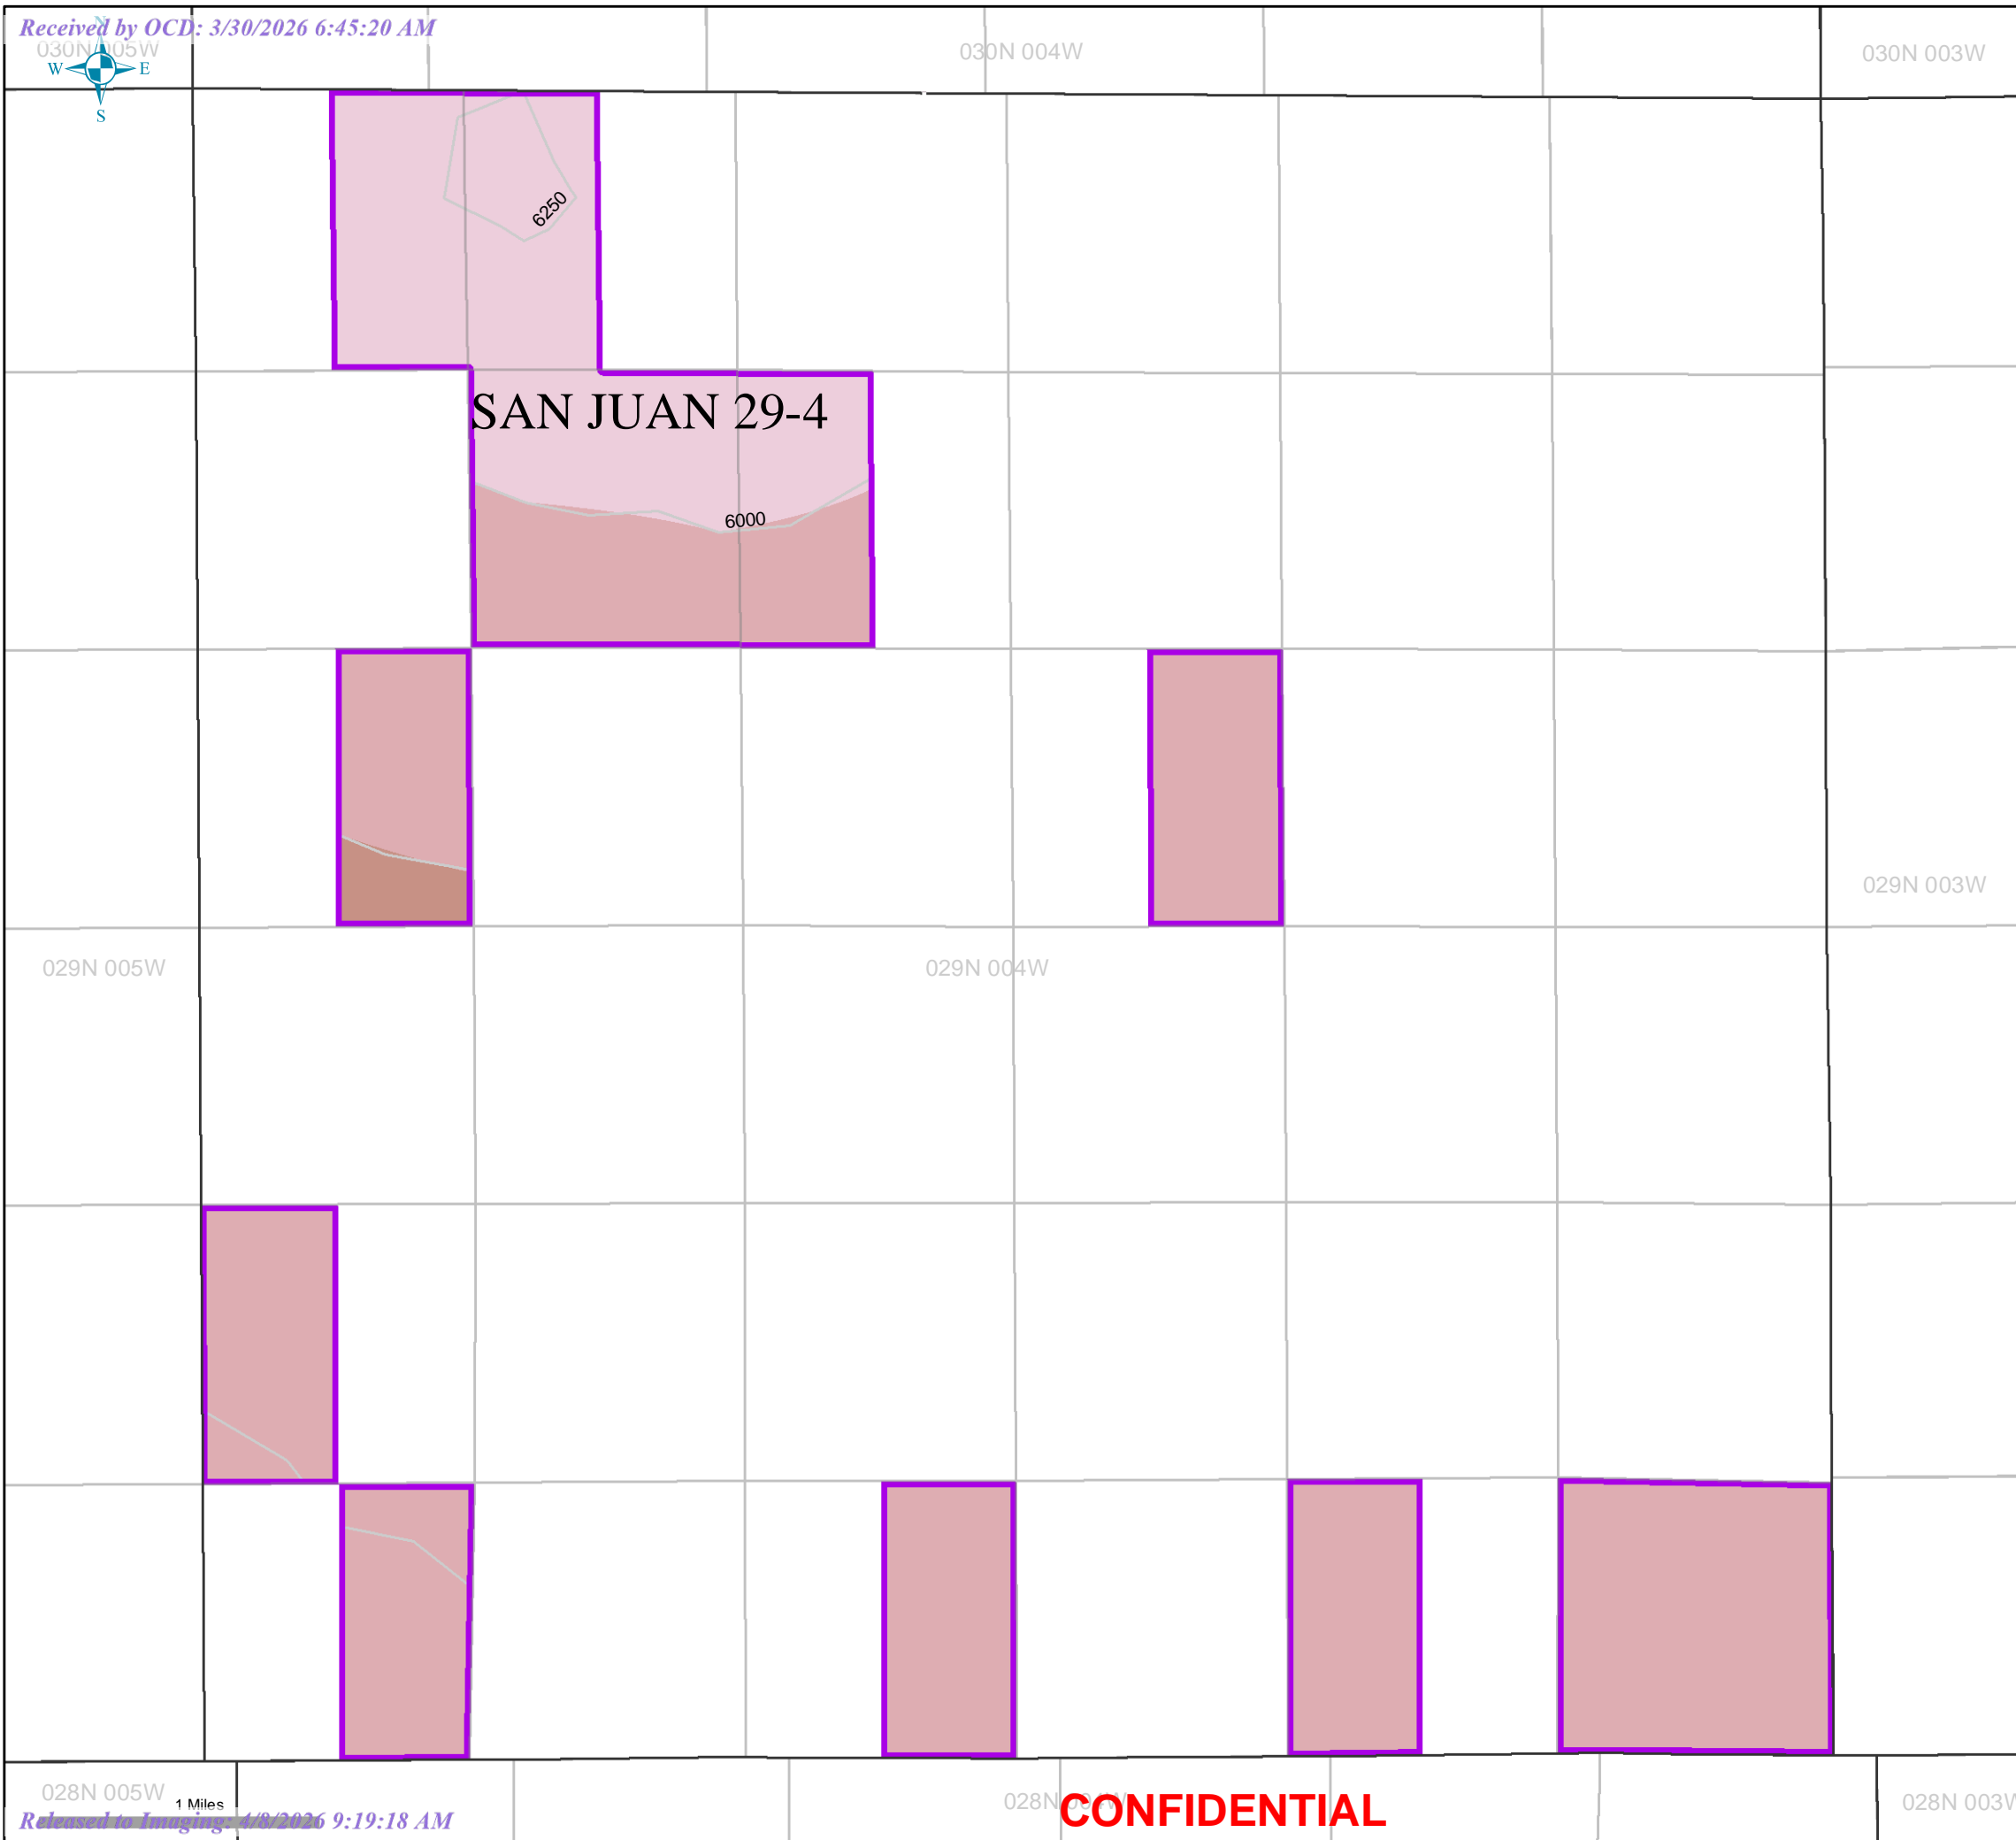 Received by OCD: 3/30/2026 6:45:20 AM
N
030N 005W
030N 004W
030N 003W
W
E
S
6250
SAN JUAN 29-4
6000
029N 003W
029N 005W
029N 004W
028N 005W
1 Miles
028N 004W
028N 003W
CONFIDENTIAL
Released to Imaging: 4/8/2026 9:19:18 AM